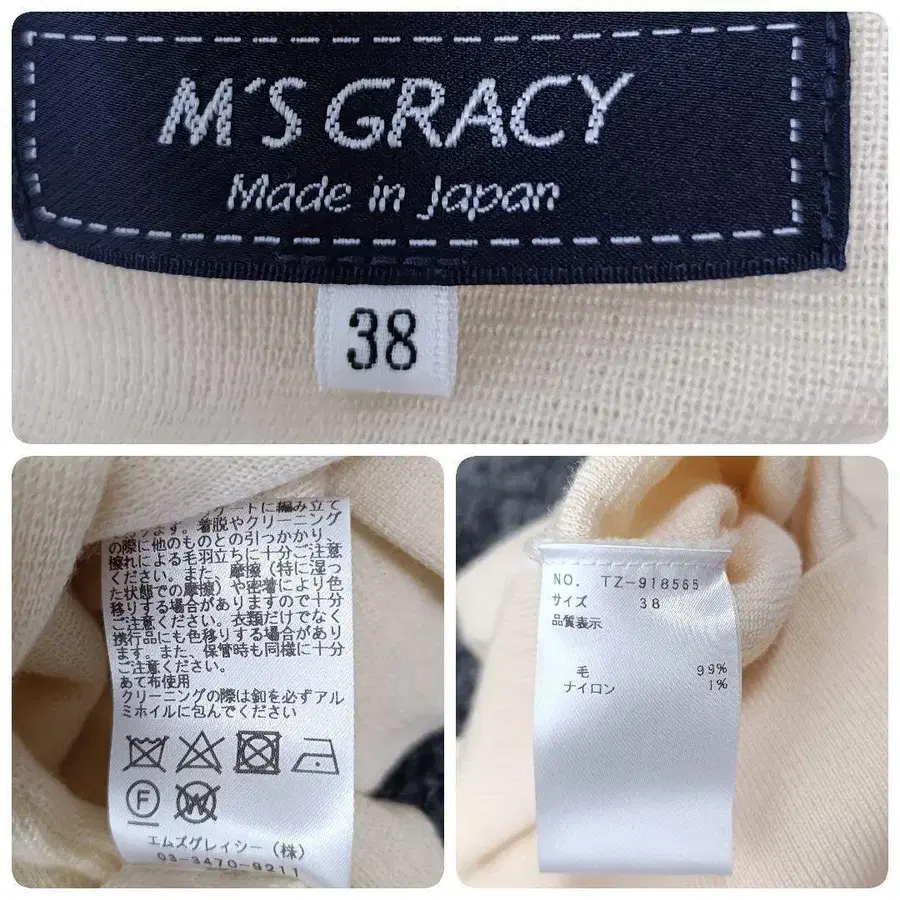 M'S GRACY
Made in Japan
38
ートに編み立て
ます。着脱やクリーニング
の際に他のものとの引っかかり、
擦れによる毛羽立ちに十分ご注意
ください。また、摩擦（特に湿っ
た状態での摩擦）や密着により色
移りする場合がありますので十分
ご注意ください。衣類だけでなく
携行品にも色移りする場合があり
ます。また、保管時も同様に十分
ご注意ください。
あて布使用
クリーニングの際は釦を必ずアル
ミホイルに包んでください
F W
エムズグレイシー（株）
03-3470-9211
NO. TZ-918565
サイズ 38
品質表示
毛 99%
ナイロン 1%